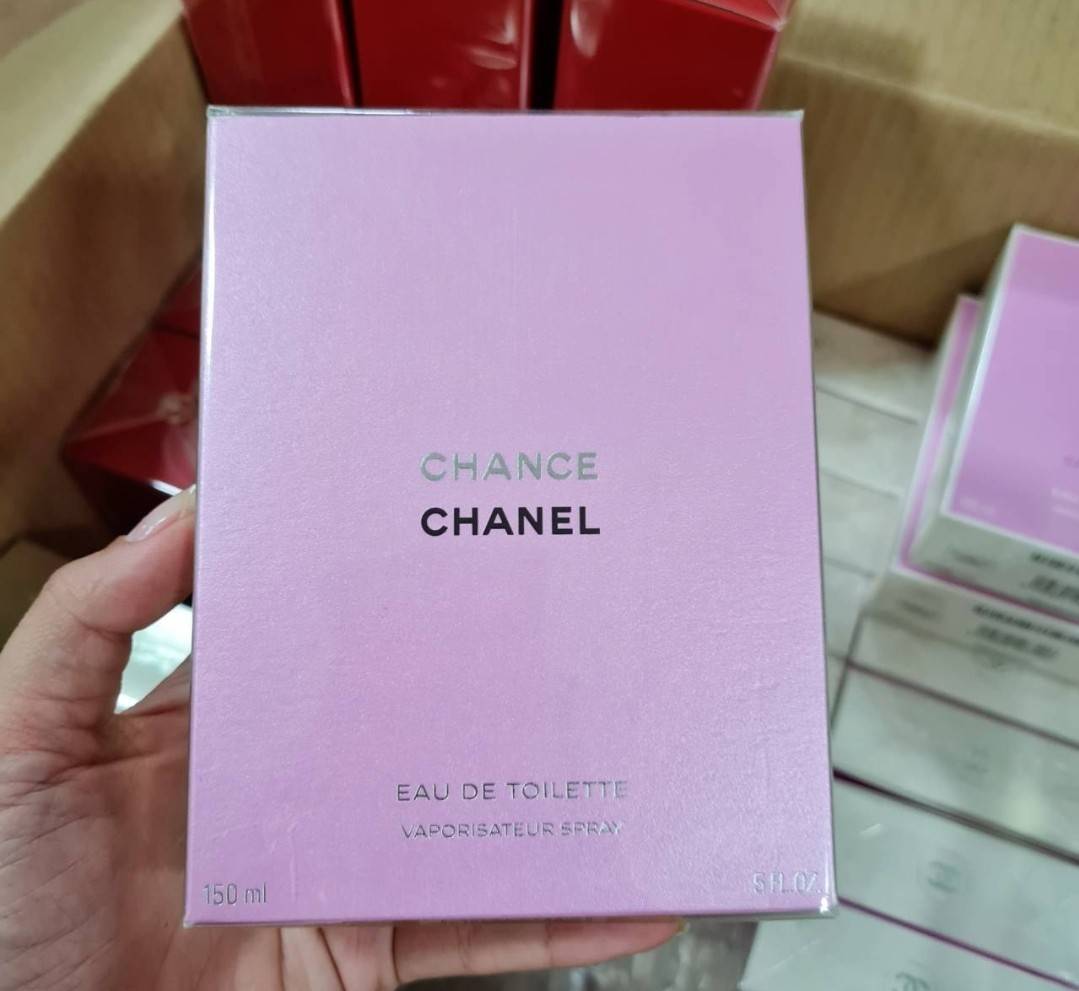 CHANCE
CHANEL
EAU DE TOILETTE
VAPORISATEUR SPRAY
150 ml
5 FL.OZ.